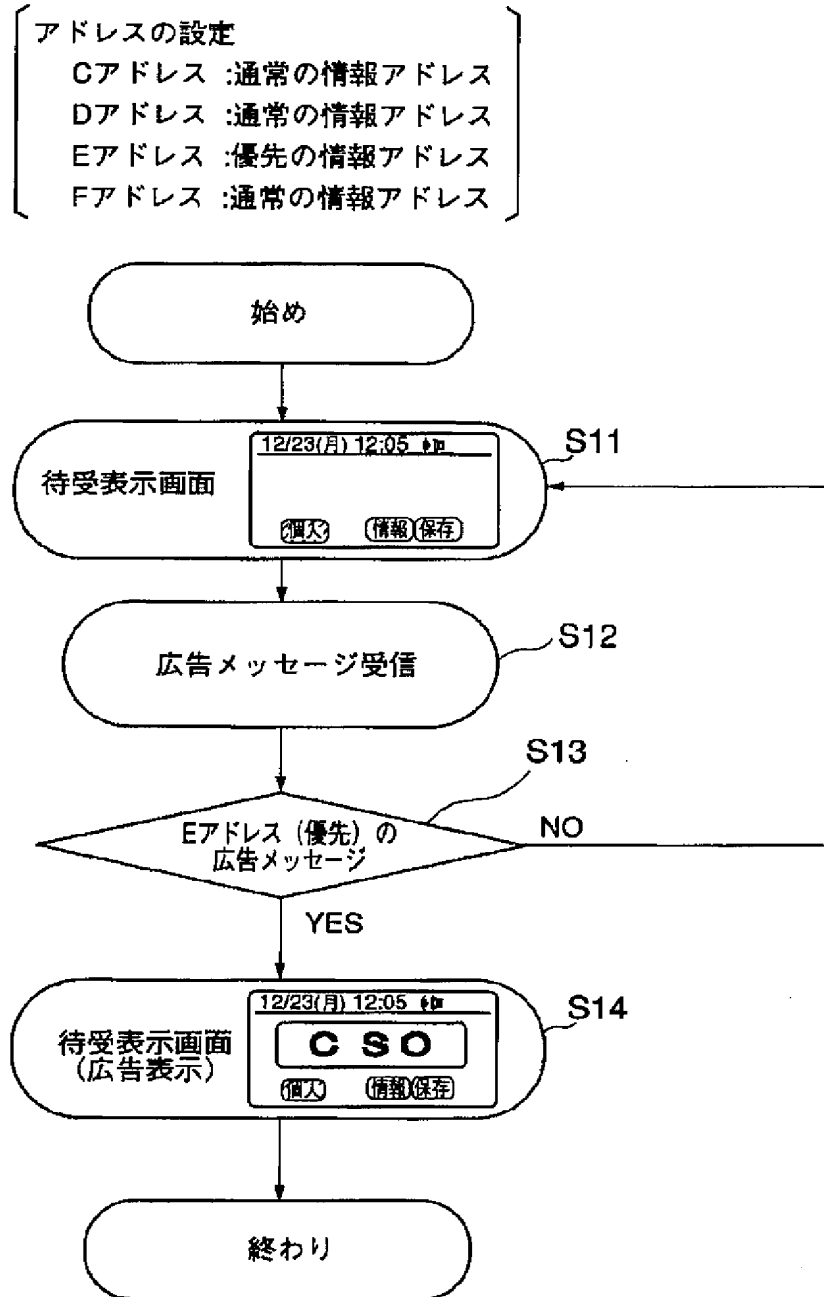 アドレスの設定
Cアドレス :通常の情報アドレス
Dアドレス :通常の情報アドレス
Eアドレス :優先の情報アドレス
Fアドレス :通常の情報アドレス
始め
12/23(月) 12:05
S11
待受表示画面
個人 情報 保存
広告メッセージ受信
S12
S13
Eアドレス（優先）の
広告メッセージ
NO
YES
12/23(月) 12:05
S14
待受表示画面
（広告表示）
C SO
個人 情報 保存
終わり